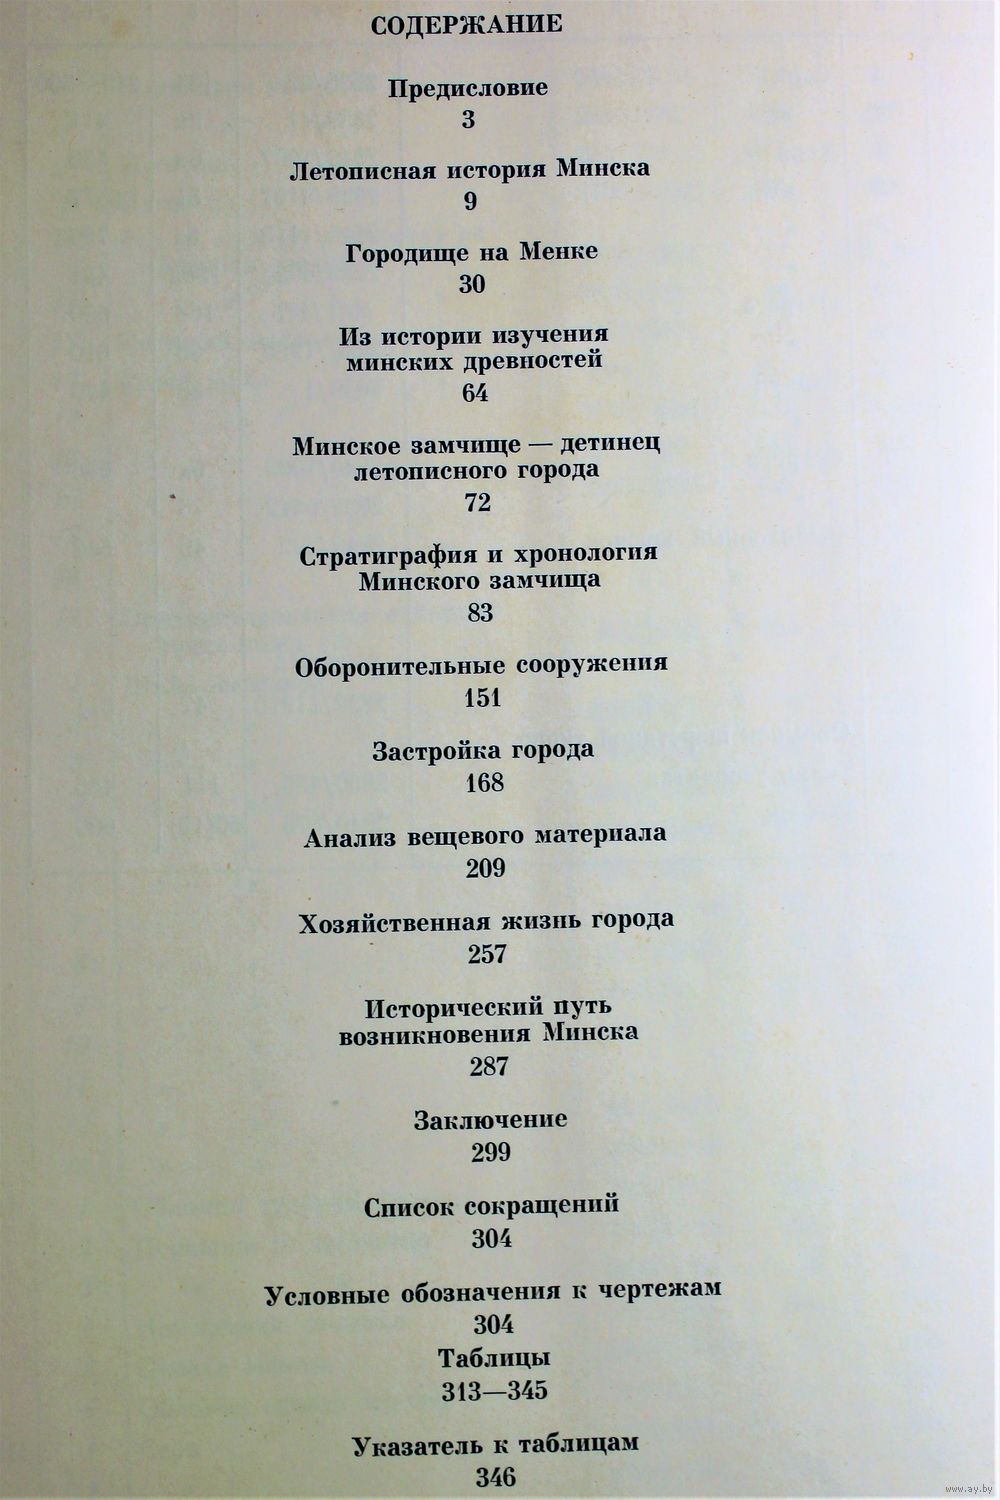 СОДЕРЖАНИЕ
Предисловие
3
Летописная история Минска
9
Городище на Менке
30
Из истории изучения
минских древностей
64
Минское замчище — детинец
летописного города
72
Стратиграфия и хронология
Минского замчища
83
Оборонительные сооружения
151
Застройка города
168
Анализ вещевого материала
209
Хозяйственная жизнь города
257
Исторический путь
возникновения Минска
287
Заключение
299
Список сокращений
304
Условные обозначения к чертежам
304
Таблицы
313—345
Указатель к таблицам
346
www.ay.by